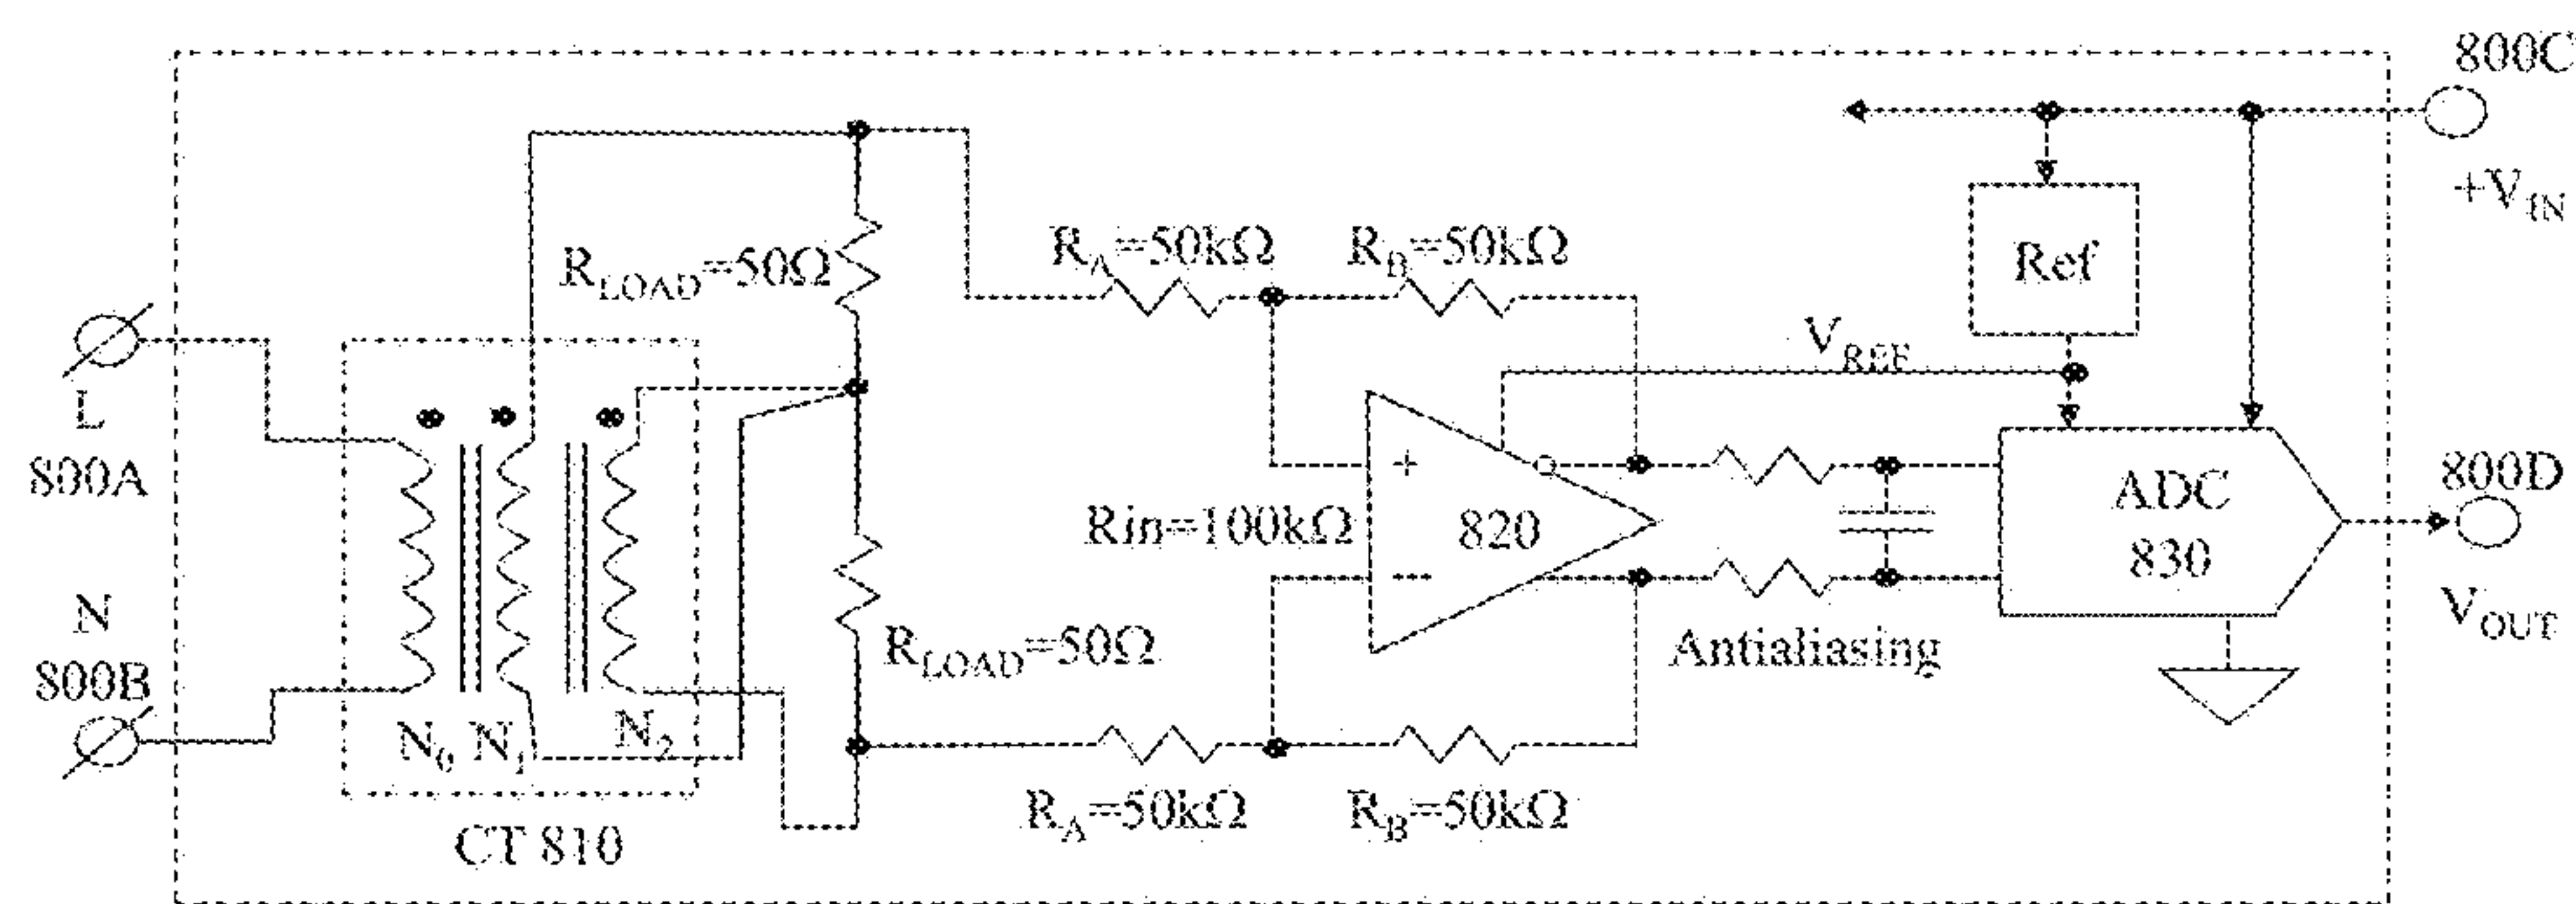 800C
+V_IN
R_LOAD=50Ω
R_A=50kΩ
R_B=50kΩ
Ref
V_REF
L
800A
N
800B
+
-
Rin=100kΩ
820
ADC
830
800D
V_OUT
R_LOAD=50Ω
Antialiasing
N_0 N_1 N_2
R_A=50kΩ
R_B=50kΩ
CT 810